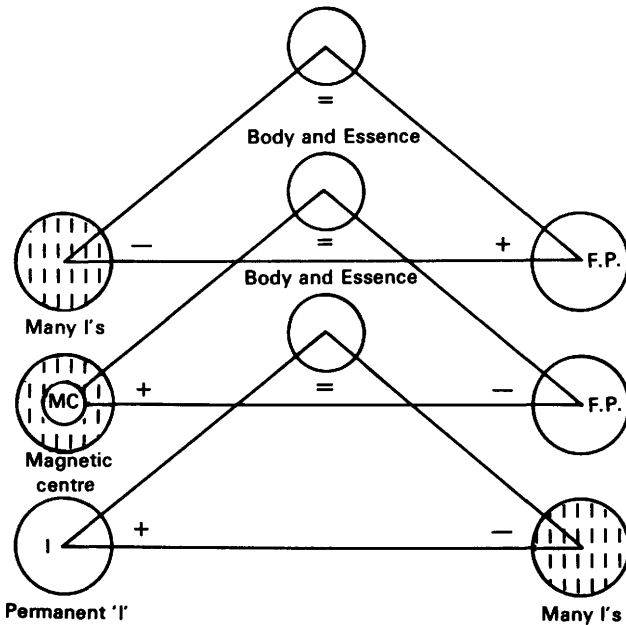 =
Body and Essence
− +
F.P.
Many I's
=
Body and Essence
MC + −
F.P.
Magnetic
centre
=
I + −
Permanent 'I'
Many I's